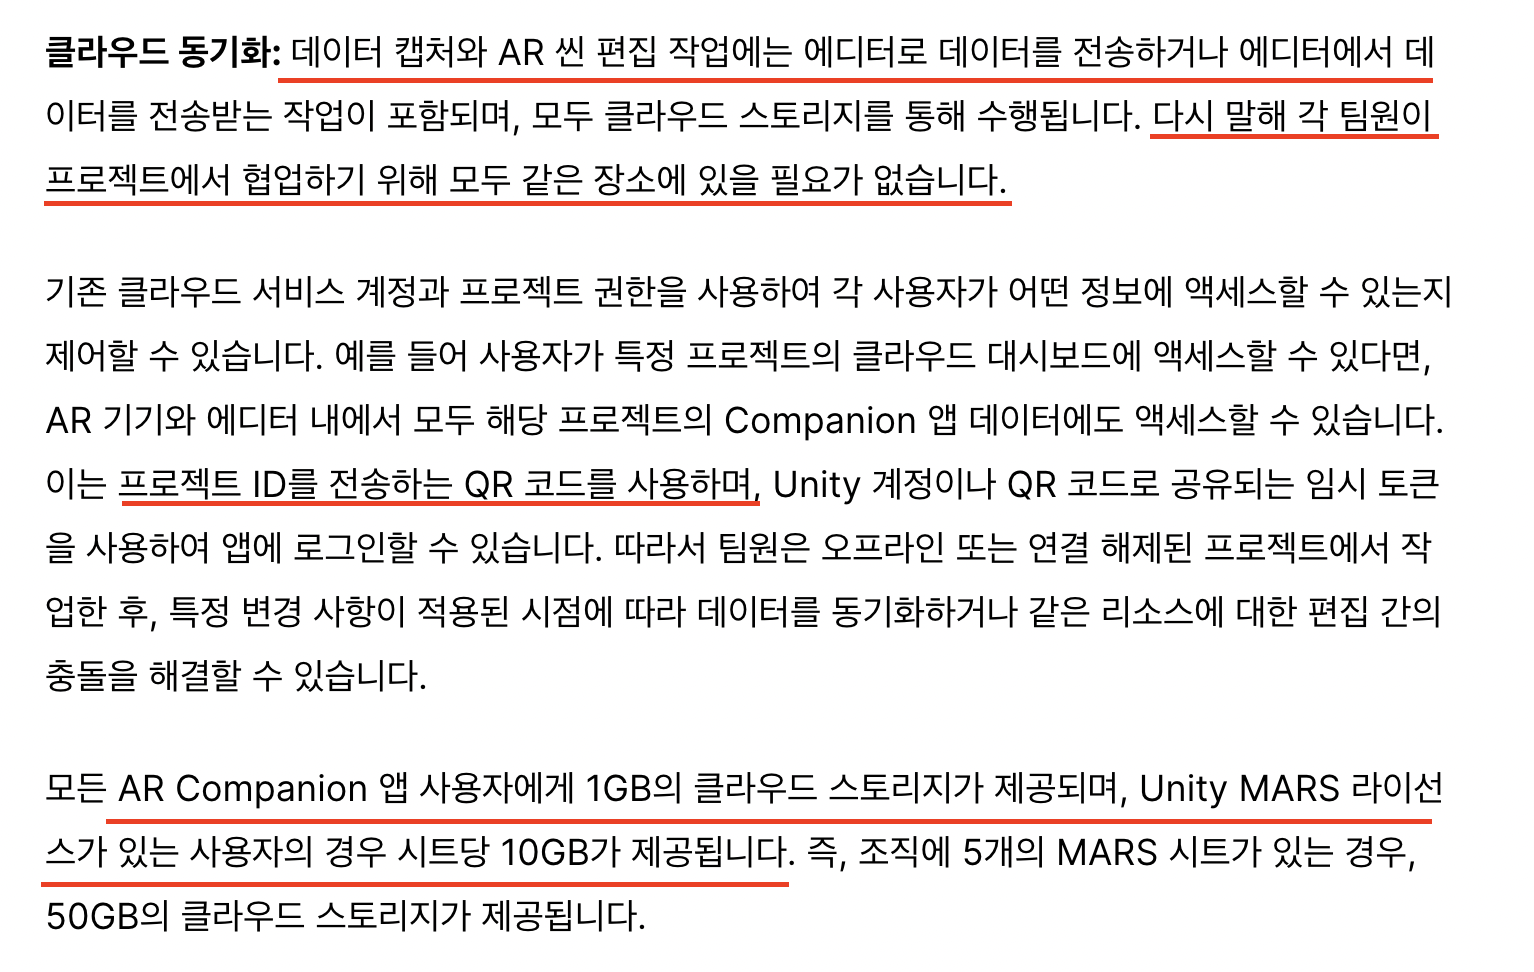 클라우드 동기화: 데이터 캡처와 AR 씬 편집 작업에는 에디터로 데이터를 전송하거나 에디터에서 데
이터를 전송받는 작업이 포함되며, 모두 클라우드 스토리지를 통해 수행됩니다. 다시 말해 각 팀원이
프로젝트에서 협업하기 위해 모두 같은 장소에 있을 필요가 없습니다.
기존 클라우드 서비스 계정과 프로젝트 권한을 사용하여 각 사용자가 어떤 정보에 액세스할 수 있는지
제어할 수 있습니다. 예를 들어 사용자가 특정 프로젝트의 클라우드 대시보드에 액세스할 수 있다면,
AR 기기와 에디터 내에서 모두 해당 프로젝트의 Companion 앱 데이터에도 액세스할 수 있습니다.
이는 프로젝트 ID를 전송하는 QR 코드를 사용하며, Unity 계정이나 QR 코드로 공유되는 임시 토큰
을 사용하여 앱에 로그인할 수 있습니다. 따라서 팀원은 오프라인 또는 연결 해제된 프로젝트에서 작
업한 후, 특정 변경 사항이 적용된 시점에 따라 데이터를 동기화하거나 같은 리소스에 대한 편집 간의
충돌을 해결할 수 있습니다.
모든 AR Companion 앱 사용자에게 1GB의 클라우드 스토리지가 제공되며, Unity MARS 라이선
스가 있는 사용자의 경우 시트당 10GB가 제공됩니다. 즉, 조직에 5개의 MARS 시트가 있는 경우,
50GB의 클라우드 스토리지가 제공됩니다.